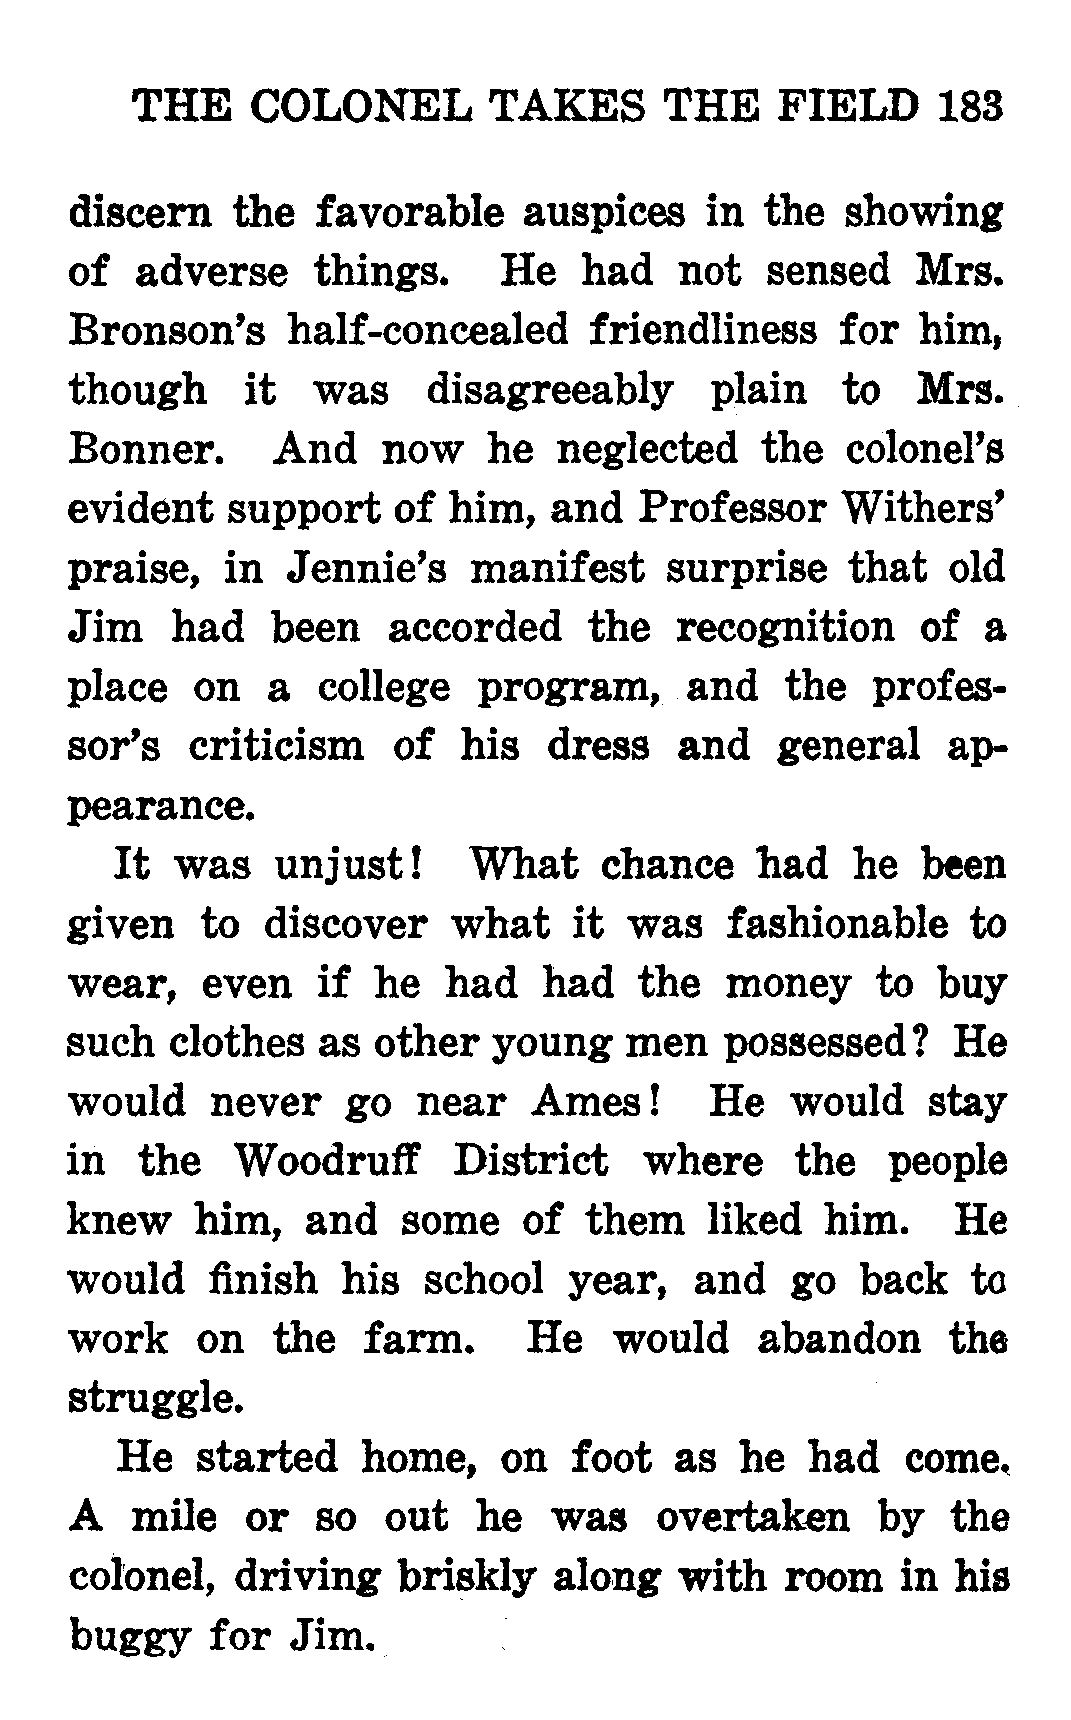 THE COLONEL TAKES THE FIELD 183
discern the favorable auspices in the showing
of adverse things. He had not sensed Mrs.
Bronson's half-concealed friendliness for him,
though it was disagreeably plain to Mrs.
Bonner. And now he neglected the colonel's
evident support of him, and Professor Withers'
praise, in Jennie's manifest surprise that old
Jim had been accorded the recognition of a
place on a college program, and the profes-
sor's criticism of his dress and general ap-
pearance.
It was unjust! What chance had he been
given to discover what it was fashionable to
wear, even if he had had the money to buy
such clothes as other young men possessed? He
would never go near Ames! He would stay
in the Woodruff District where the people
knew him, and some of them liked him. He
would finish his school year, and go back to
work on the farm. He would abandon the
struggle.
He started home, on foot as he had come.
A mile or so out he was overtaken by the
colonel, driving briskly along with room in his
buggy for Jim.